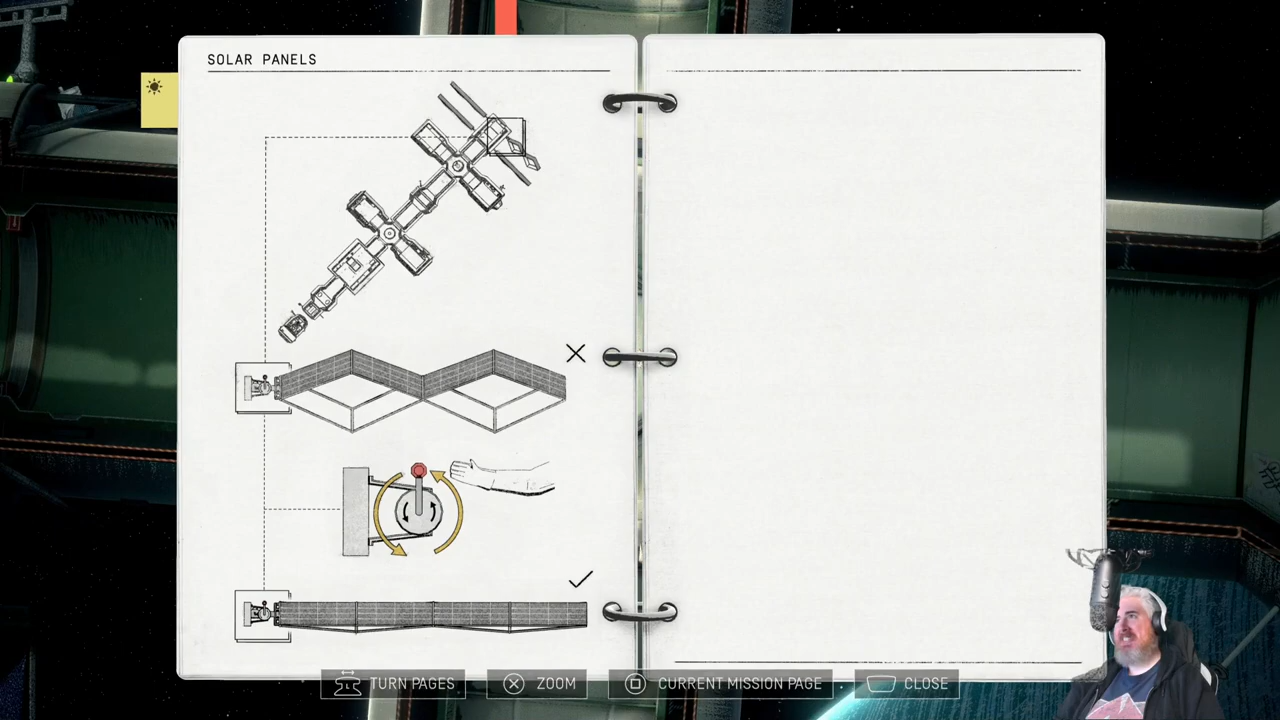 SOLAR PANELS
TURN PAGES
ZOOM
CURRENT MISSION PAGE
CLOSE